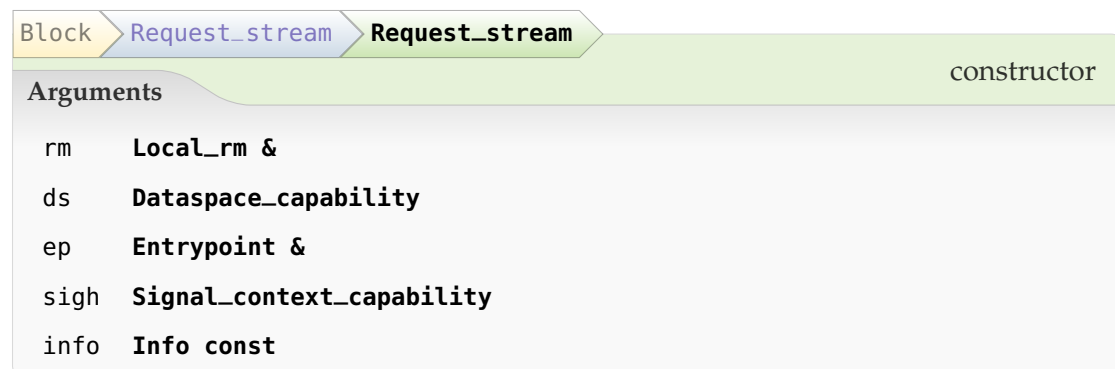 Block Request_stream Request_stream
constructor
Arguments
rm Local_rm &
ds Dataspace_capability
ep Entrypoint &
sigh Signal_context_capability
info Info const